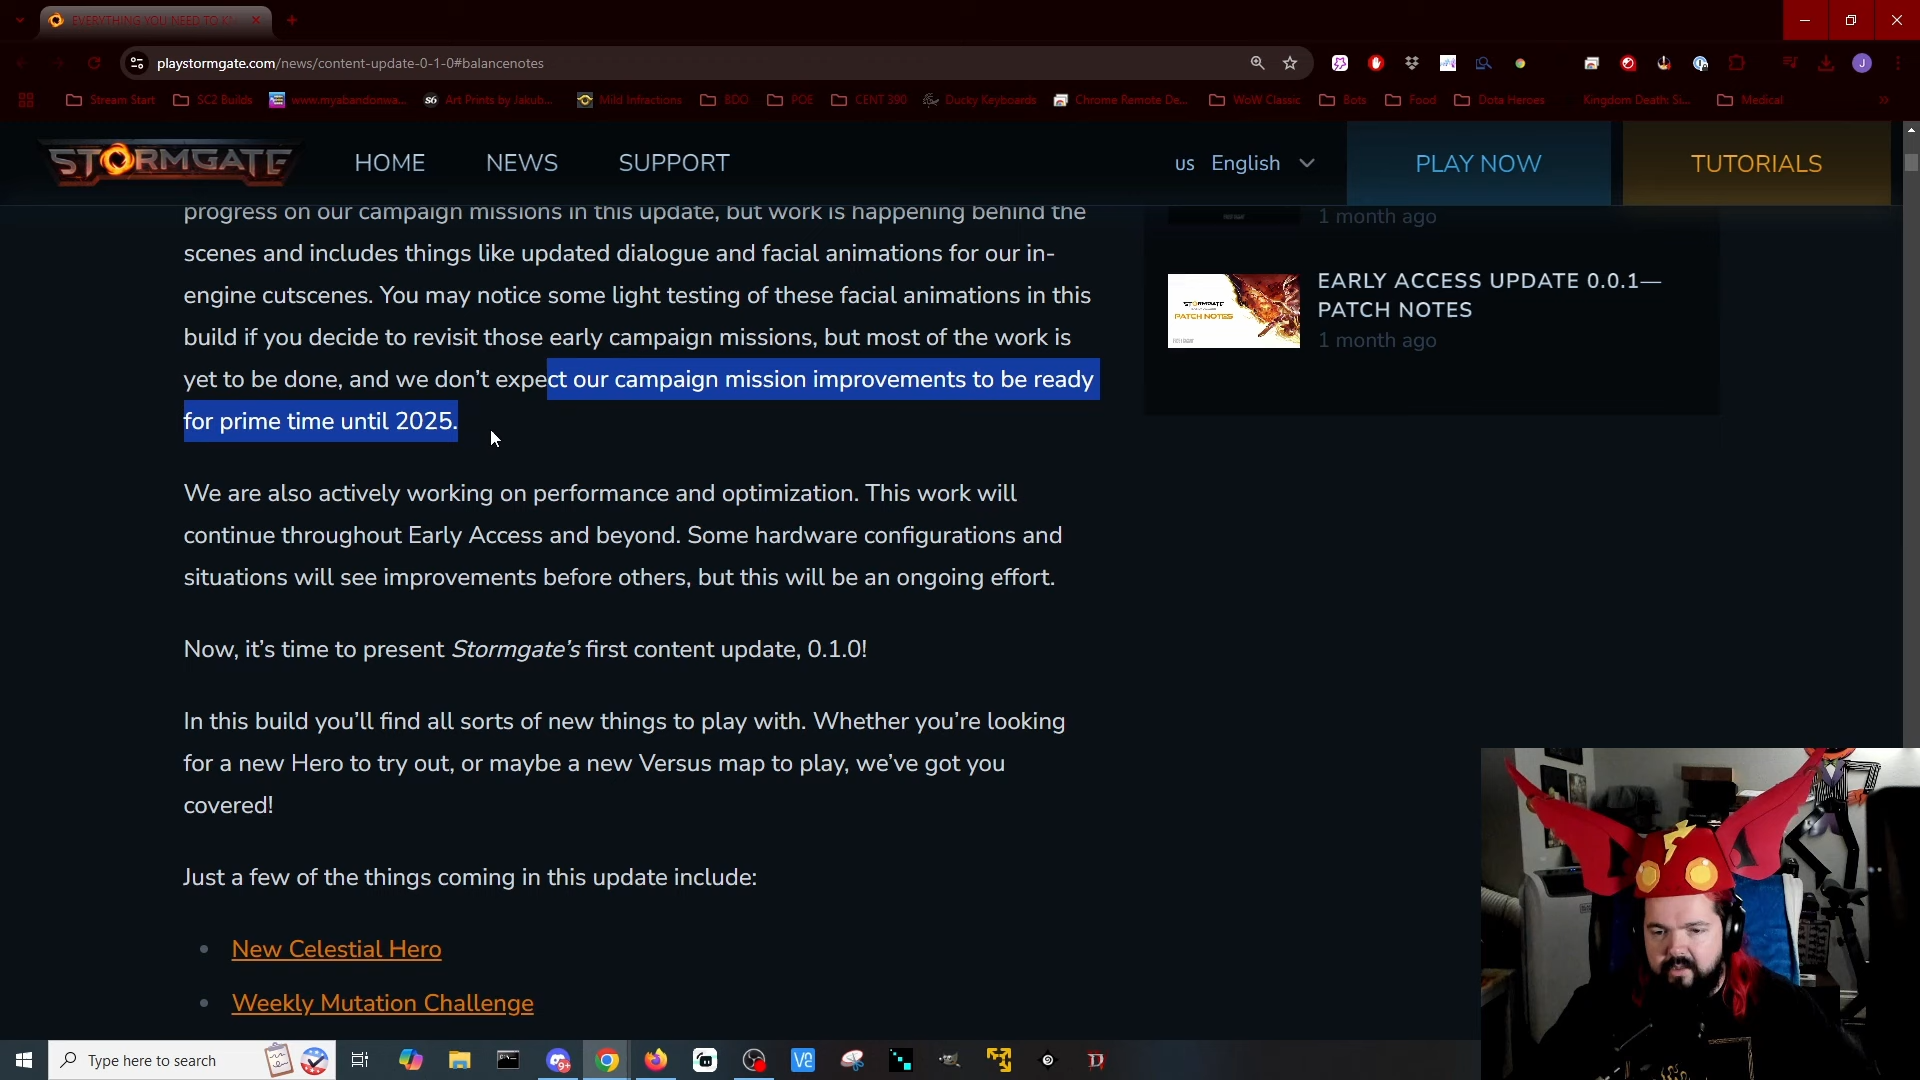 EVERYTHING YOU NEED TO K
playstormgate.com/news/content-update-0-1-0#balancenotes
Stream Start
SC2 Builds
www.myabandonwa...
Art Prints by Jakub...
Mild Infractions
BDO
POE
CENT 390
Ducky Keyboards
Chrome Remote De...
WoW Classic
Bots
Food
Dota Heroes
Kingdom Death: Si...
Medical
STORMGATE
HOME
NEWS
SUPPORT
us English
PLAY NOW
TUTORIALS
progress on our campaign missions in this update, but work is happening behind the
scenes and includes things like updated dialogue and facial animations for our in-
engine cutscenes. You may notice some light testing of these facial animations in this
build if you decide to revisit those early campaign missions, but most of the work is
yet to be done, and we don’t expect our campaign mission improvements to be ready
for prime time until 2025.
We are also actively working on performance and optimization. This work will
continue throughout Early Access and beyond. Some hardware configurations and
situations will see improvements before others, but this will be an ongoing effort.
Now, it’s time to present Stormgate’s first content update, 0.1.0!
In this build you’ll find all sorts of new things to play with. Whether you’re looking
for a new Hero to try out, or maybe a new Versus map to play, we’ve got you
covered!
Just a few of the things coming in this update include:
New Celestial Hero
Weekly Mutation Challenge
1 month ago
STORMGATE
PATCH NOTES
EARLY ACCESS UPDATE 0.0.1—
PATCH NOTES
1 month ago
Type here to search